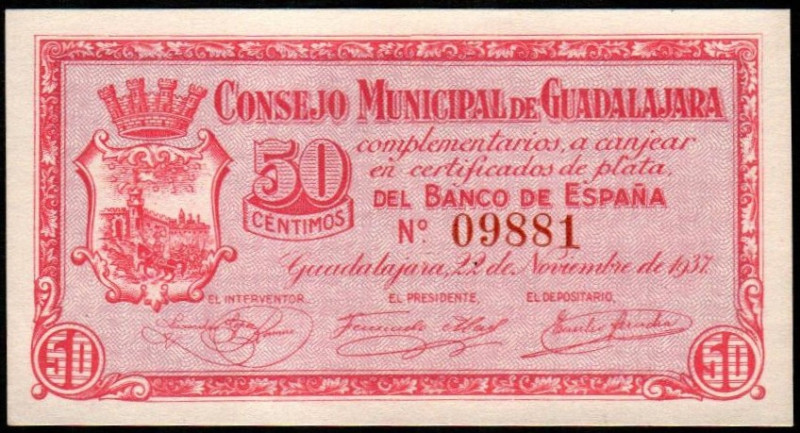 CONSEJO MUNICIPAL DE GUADALAJARA
50
CÉNTIMOS
complementarios, a canjear
en certificados de plata,
DEL BANCO DE ESPAÑA
Nº 09881
Guadalajara, 22 de Noviembre de 1937.
EL INTERVENTOR, EL PRESIDENTE, EL DEPOSITARIO,
50 50